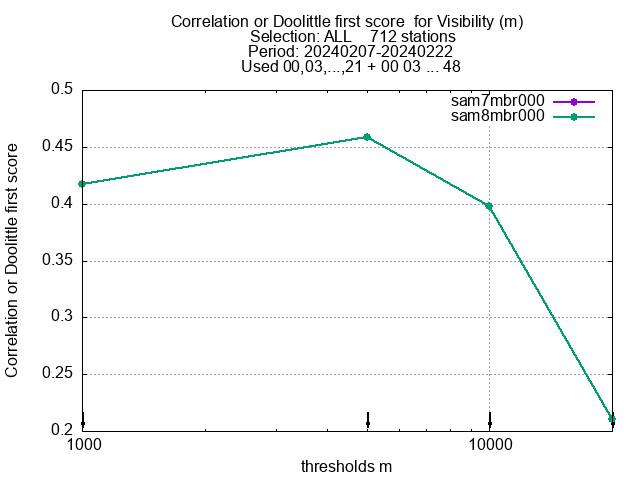 Correlation or Doolittle first score  for Visibility (m)
Selection: ALL    712 stations
Period: 20240207-20240222
Used 00,03,...,21 + 00 03 ... 48
sam7mbr000
sam8mbr000
0.5
0.45
0.4
0.35
0.3
0.25
0.2
Correlation or Doolittle first score
1000
10000
thresholds m